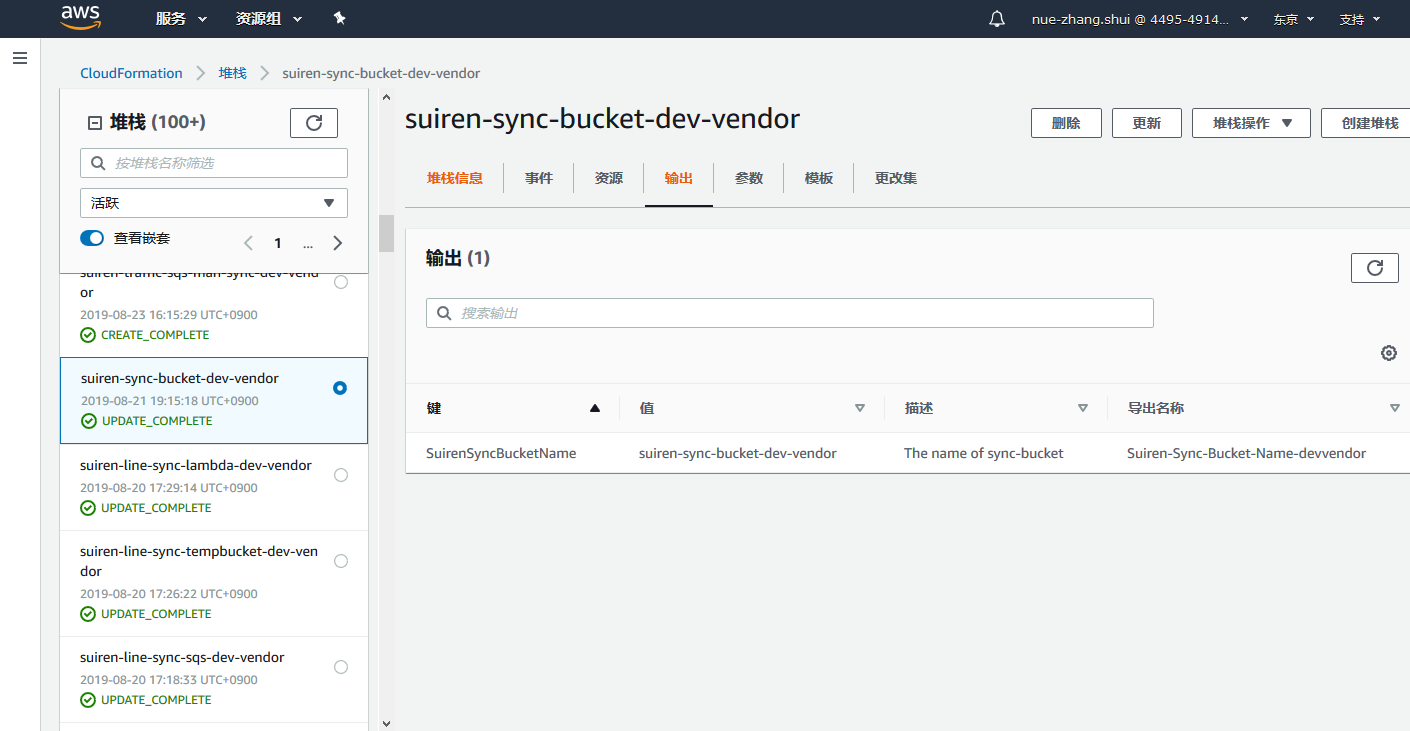 aws
服务
资源组
nue-zhang.shui @ 4495-4914...
东京
支持
CloudFormation
堆栈
suiren-sync-bucket-dev-vendor
堆栈 (100+)
按堆栈名称筛选
活跃
查看嵌套
1
...
suiren-traffic-sqs-man-sync-dev-vend
or
2019-08-23 16:15:29 UTC+0900
CREATE_COMPLETE
suiren-sync-bucket-dev-vendor
2019-08-21 19:15:18 UTC+0900
UPDATE_COMPLETE
suiren-line-sync-lambda-dev-vendor
2019-08-20 17:29:14 UTC+0900
UPDATE_COMPLETE
suiren-line-sync-tempbucket-dev-ven
dor
2019-08-20 17:26:22 UTC+0900
UPDATE_COMPLETE
suiren-line-sync-sqs-dev-vendor
2019-08-20 17:18:33 UTC+0900
UPDATE_COMPLETE
suiren-sync-bucket-dev-vendor
删除
更新
堆栈操作
创建堆栈
堆栈信息
事件
资源
输出
参数
模板
更改集
输出 (1)
搜索输出
键
值
描述
导出名称
SuirenSyncBucketName
suiren-sync-bucket-dev-vendor
The name of sync-bucket
Suiren-Sync-Bucket-Name-devvendor